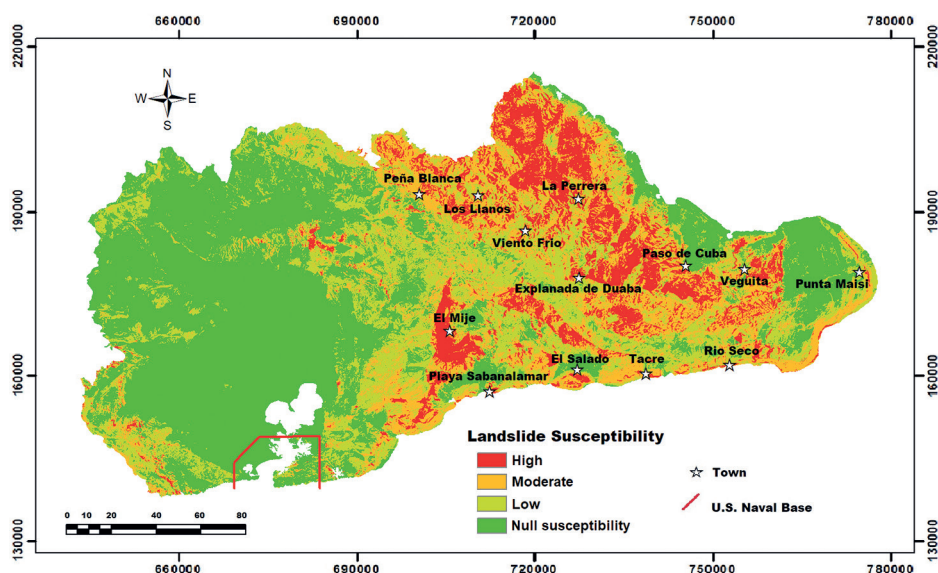 660000 690000 720000 750000 780000
220000 220000
N
W E
S
Peña Blanca
La Perrera
190000 190000
Los Llanos
Viento Frío
Paso de Cuba
Explanada de Duaba
Veguita
Punta Maisí
El Mije
El Salado Tacre Rio Seco
Playa Sabanalamar
160000 160000
Landslide Susceptibility
High
Moderate Town
Low
U.S. Naval Base
Null susceptibility
0 10 20 40 60 80
130000 130000
660000 690000 720000 750000 780000